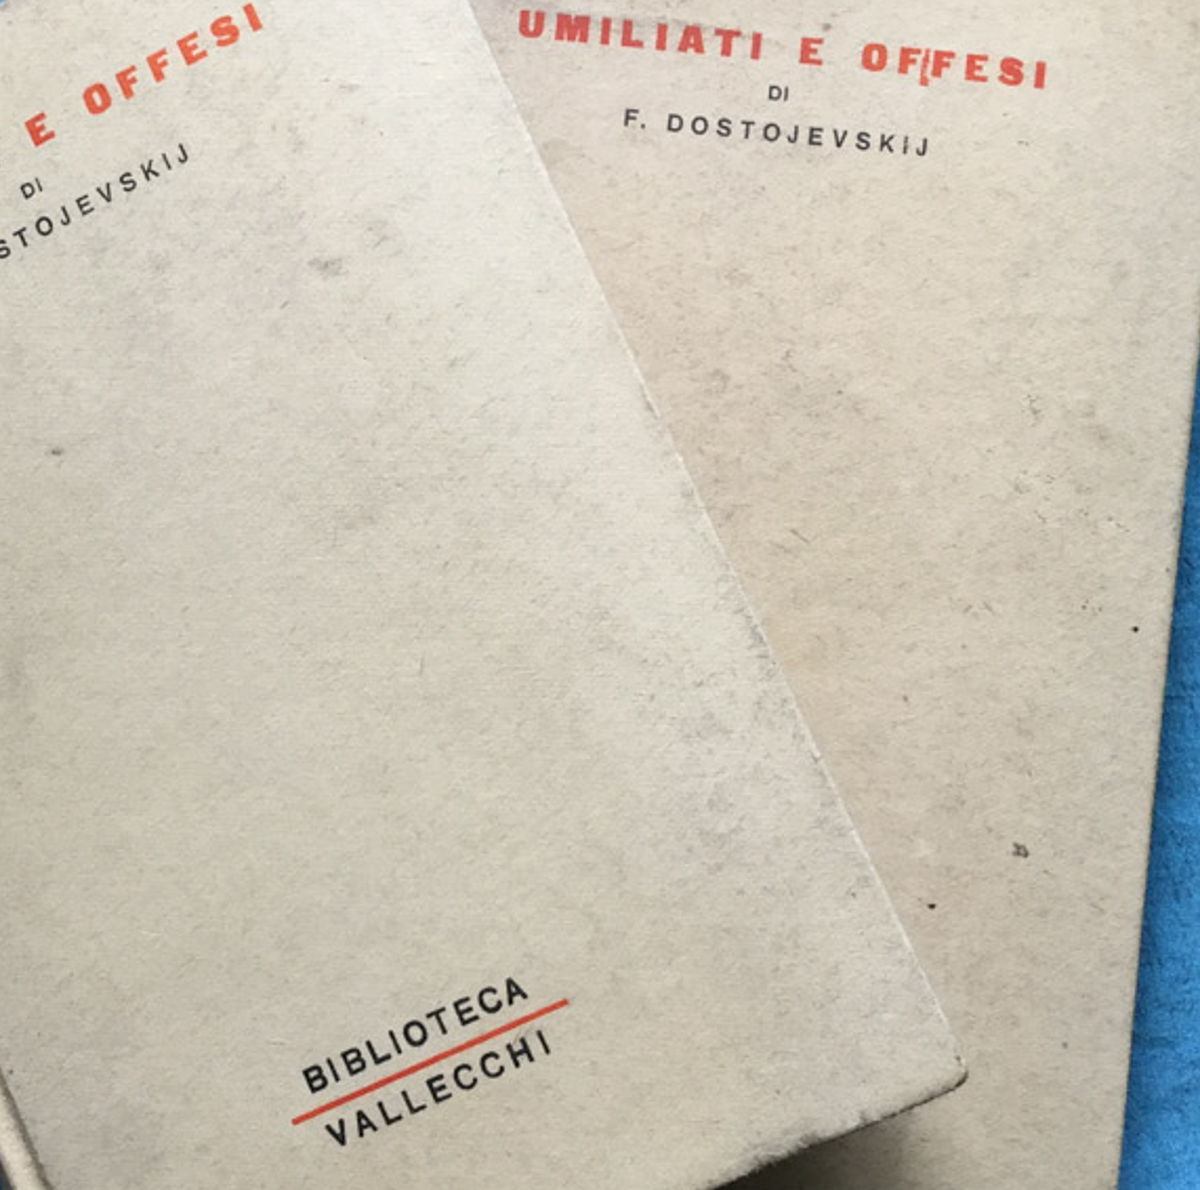 E OFFESI
DI
STOJEVSKIJ
BIBLIOTECA
VALLECCHI
UMILIATI E OFFESI
DI
F. DOSTOJEVSKIJ